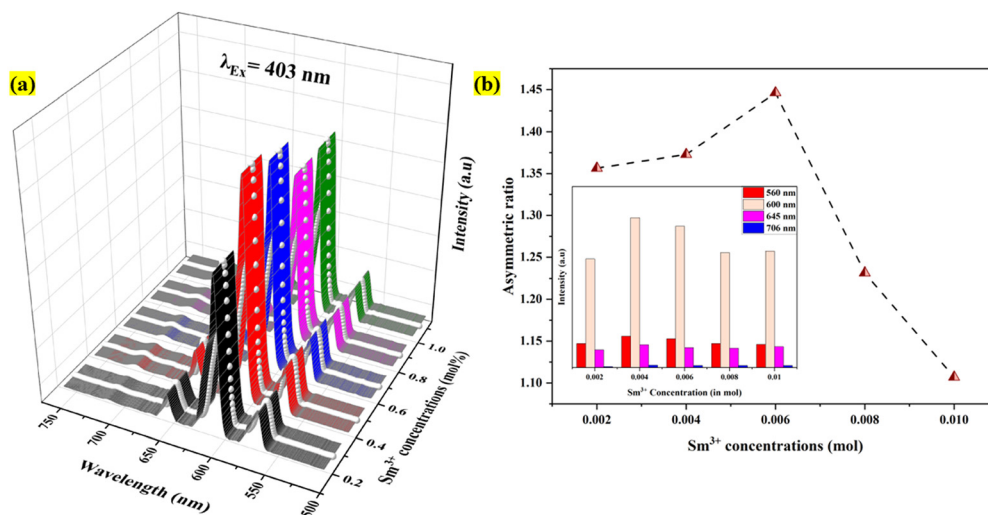 (a)
λEx = 403 nm
Intensity (a.u)
1.0
0.8
0.6
0.4
0.2
Sm³⁺ concentrations (mol%)
750
700
650
600
550
500
Wavelength (nm)
(b)
1.45
1.40
1.35
1.30
1.25
1.20
1.15
1.10
Asymmetric ratio
560 nm
600 nm
645 nm
706 nm
Intensity (a.u)
0.002 0.004 0.006 0.008 0.01
Sm³⁺ Concentration (in mol)
0.002 0.004 0.006 0.008 0.010
Sm³⁺ concentrations (mol)